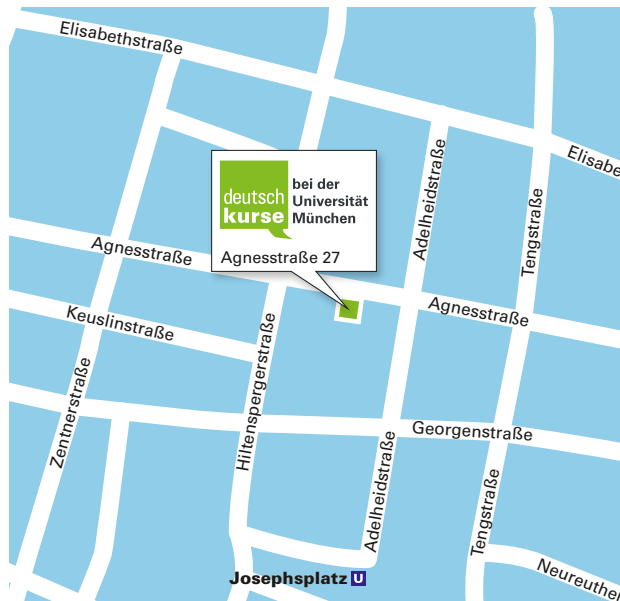 Elisabethstraße
Elisabe
deutsch
kurse
bei der
Universität
München
Agnesstraße 27
Adelheidstraße
Tengstraße
Agnesstraße
Agnesstraße
Keuslinstraße
Zentnerstraße
Hiltenspergerstraße
Georgenstraße
Adelheidstraße
Tengstraße
Josephsplatz U
Neureuther